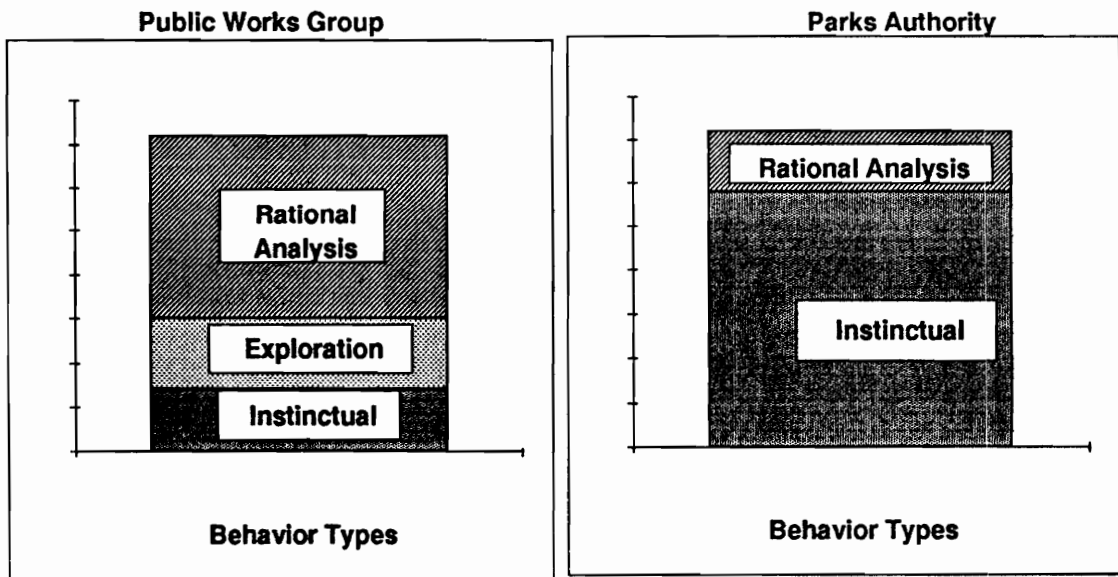 Public Works Group
Rational
Analysis
Exploration
Instinctual
Behavior Types
Parks Authority
Rational Analysis
Instinctual
Behavior Types